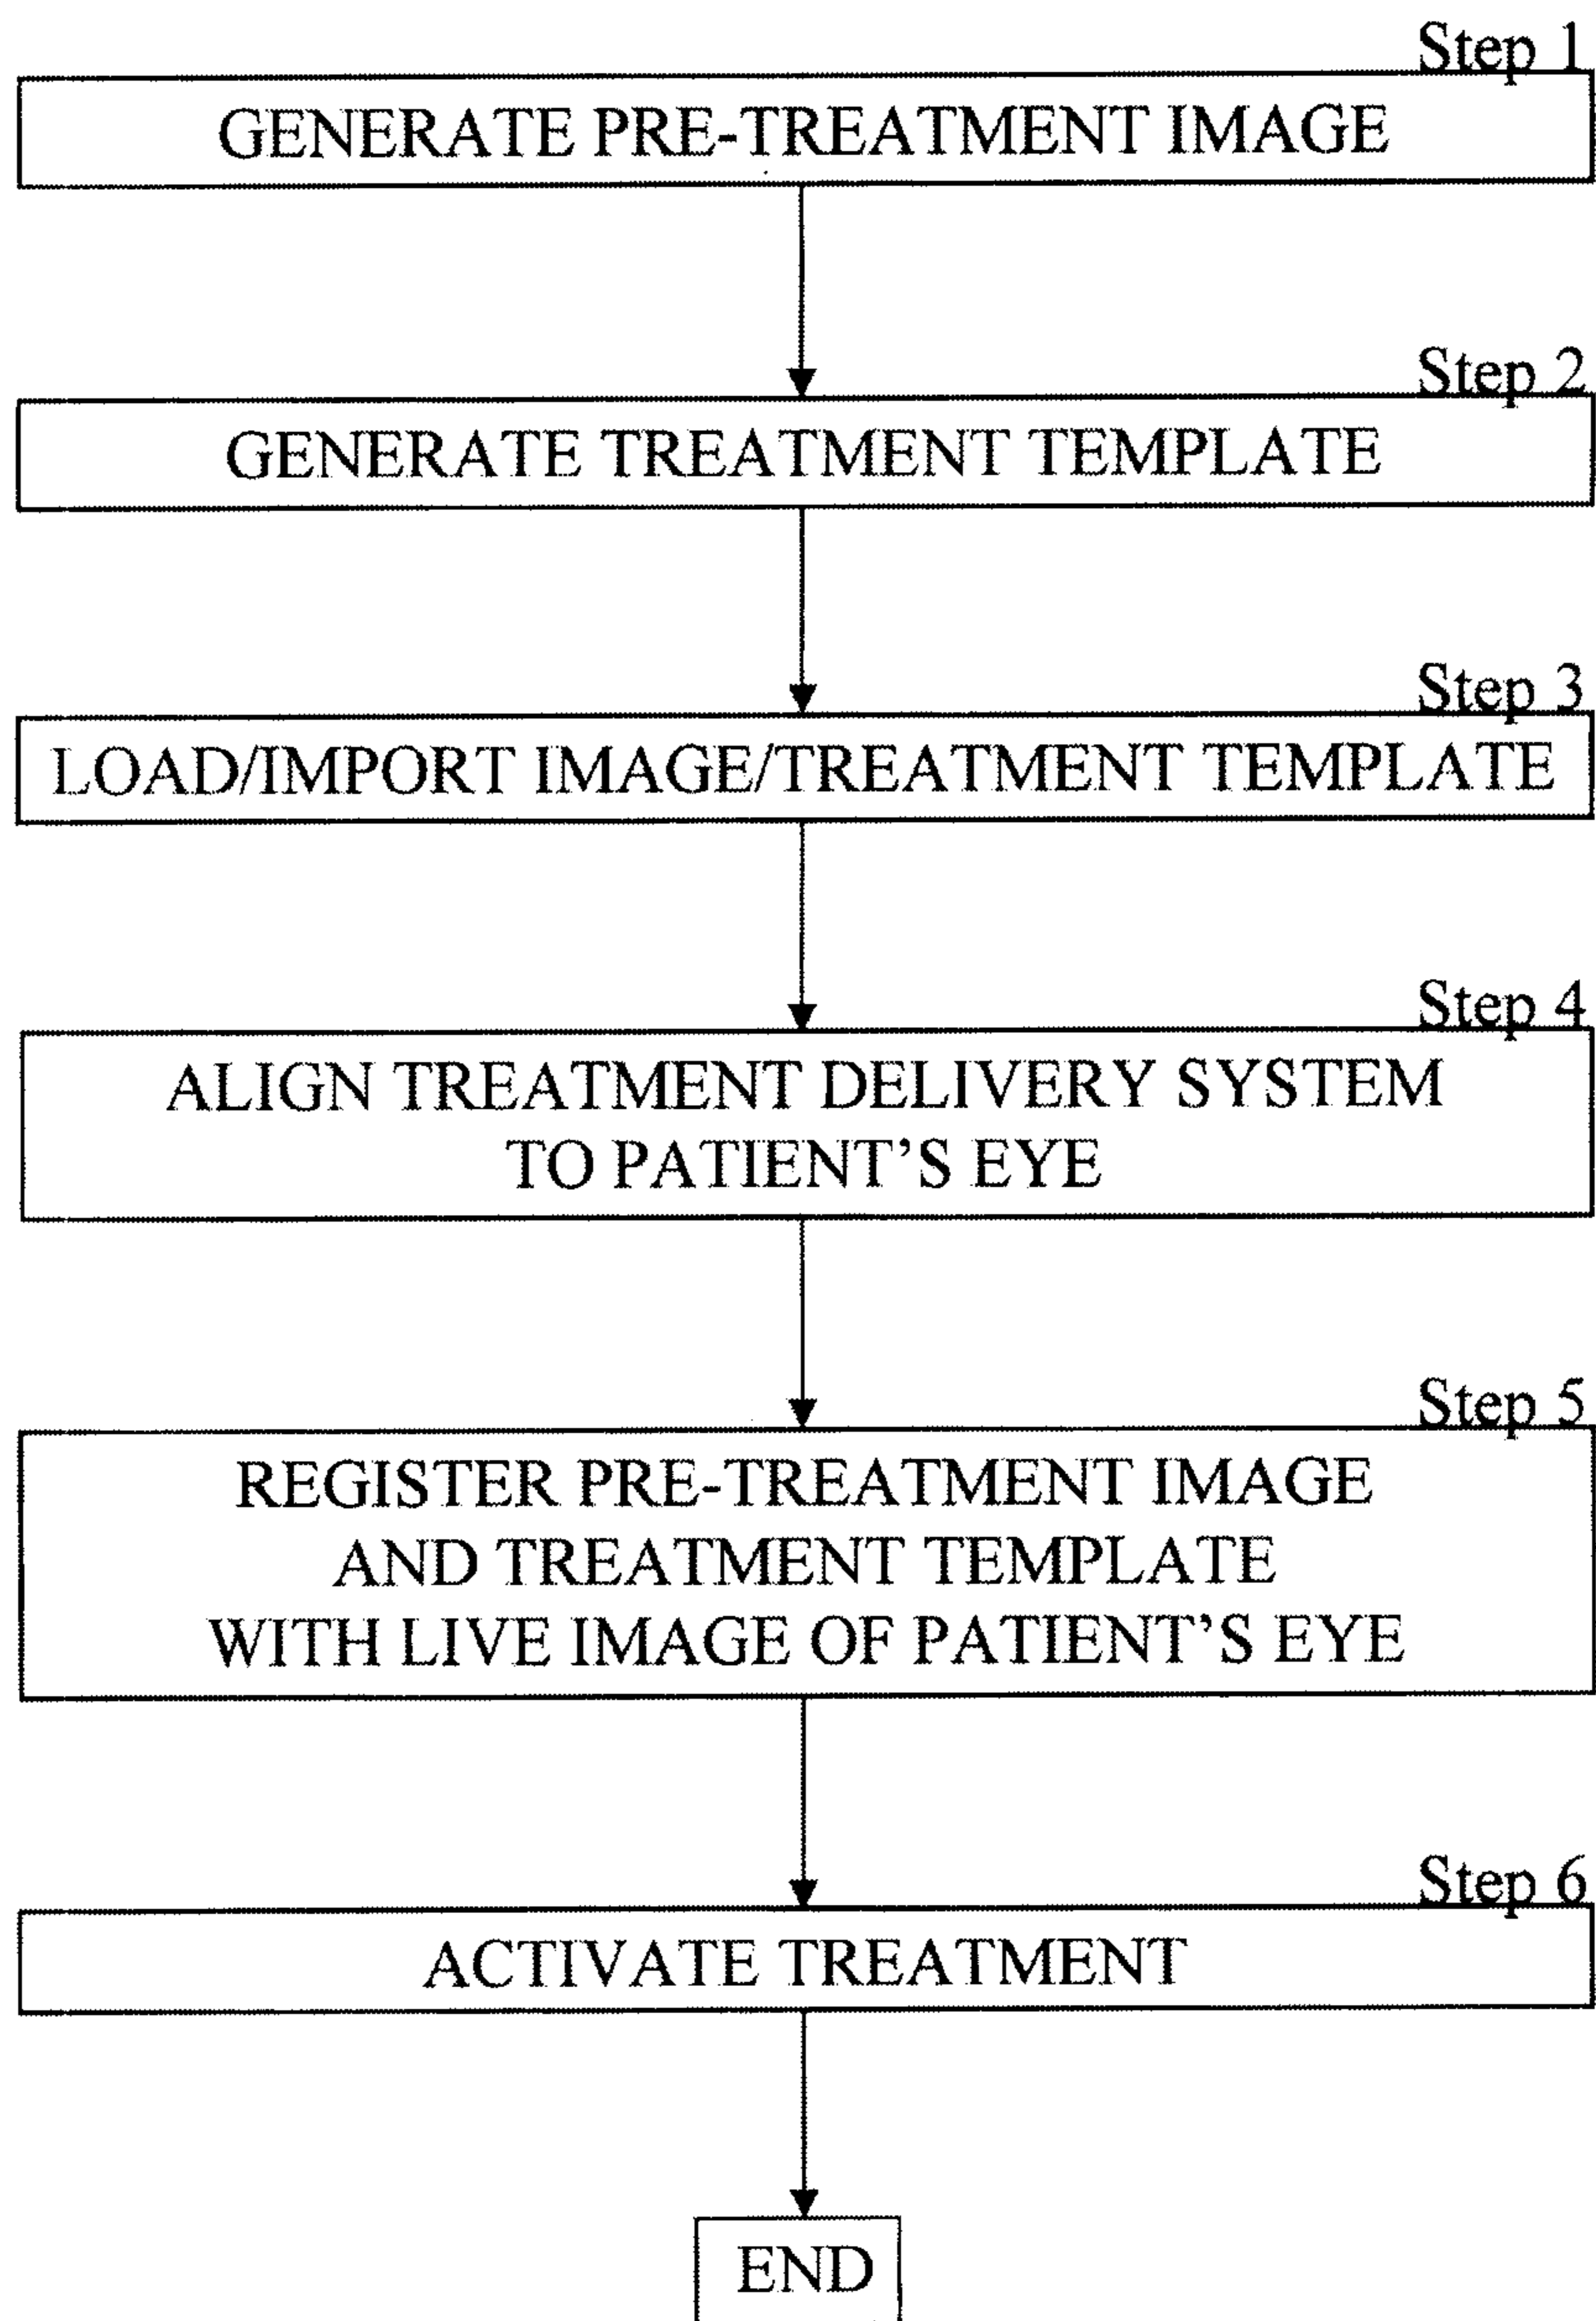 Step 1
GENERATE PRE-TREATMENT IMAGE
Step 2
GENERATE TREATMENT TEMPLATE
Step 3
LOAD/IMPORT IMAGE/TREATMENT TEMPLATE
Step 4
ALIGN TREATMENT DELIVERY SYSTEM
TO PATIENT'S EYE
Step 5
REGISTER PRE-TREATMENT IMAGE
AND TREATMENT TEMPLATE
WITH LIVE IMAGE OF PATIENT'S EYE
Step 6
ACTIVATE TREATMENT
END